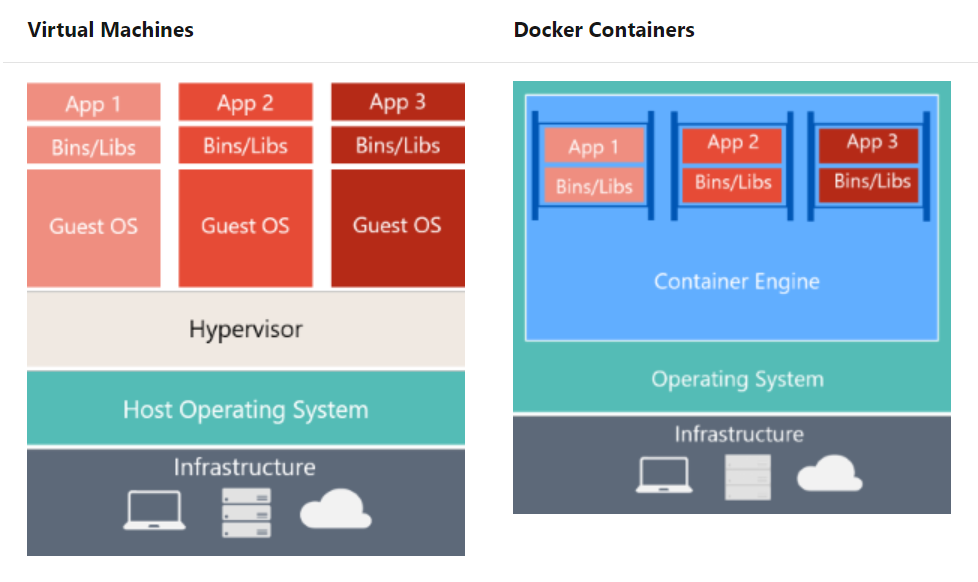 Virtual Machines
App 1
App 2
App 3
Bins/Libs
Bins/Libs
Bins/Libs
Guest OS
Guest OS
Guest OS
Hypervisor
Host Operating System
Infrastructure
Docker Containers
App 1
App 2
App 3
Bins/Libs
Bins/Libs
Bins/Libs
Container Engine
Operating System
Infrastructure